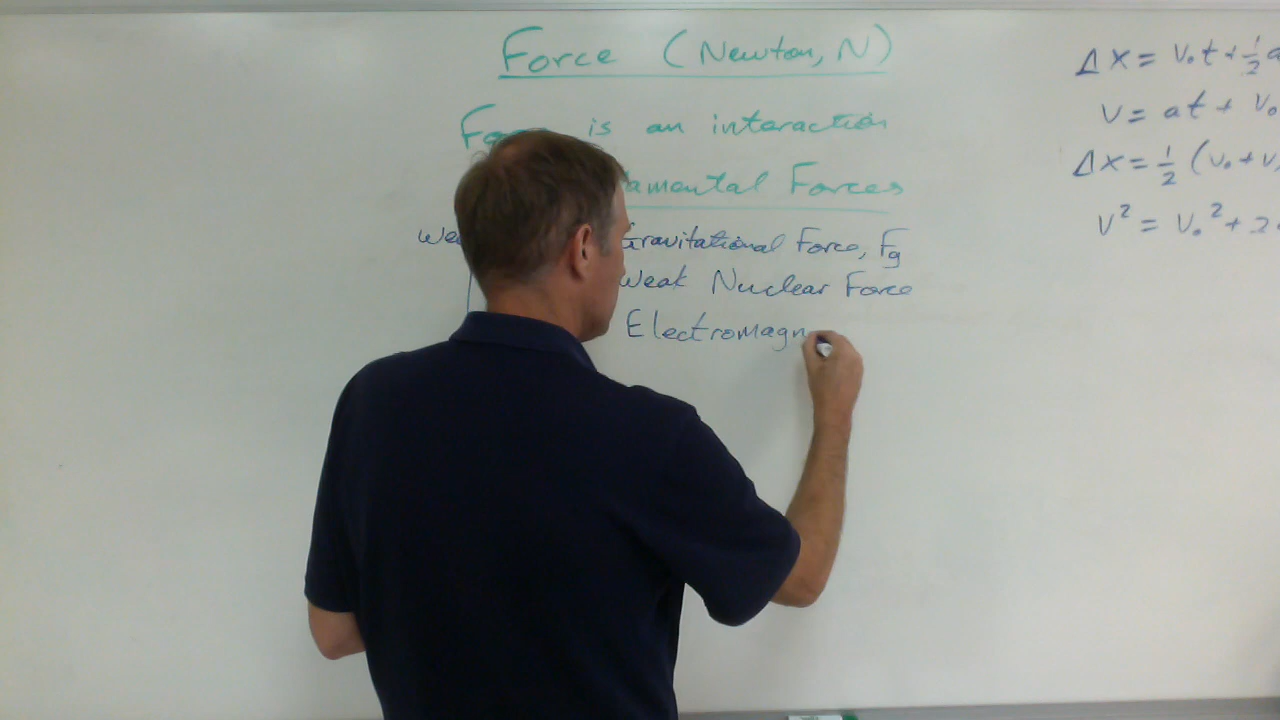 Force (Newton, N)
is an interaction
amental Forces
Gravitational Force, Fg
Weak Nuclear Force
Electromagn
Δx = v₀t + ½a
v = at + v₀
Δx = ½ (v₀ + v
v² = v₀² + 2